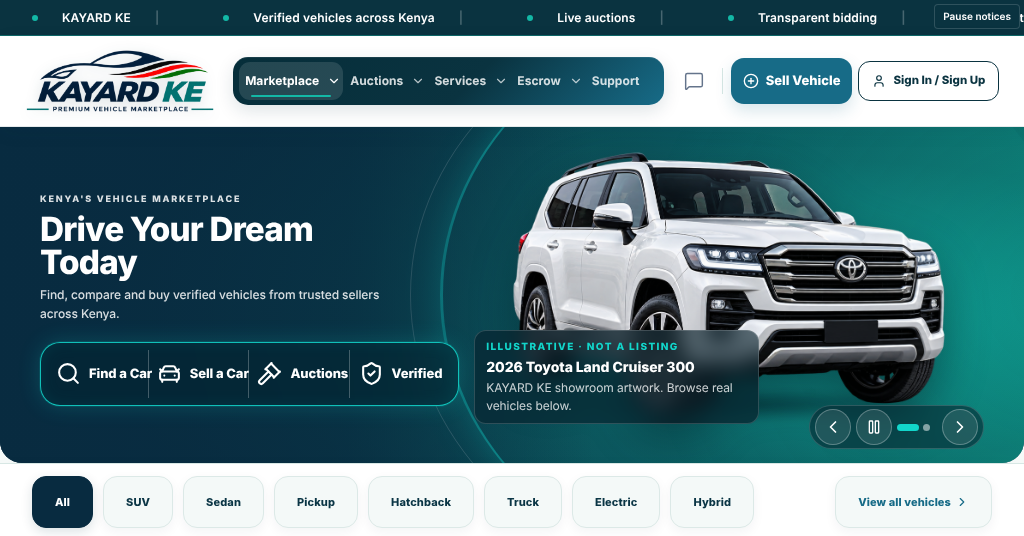 KAYARD KE
Verified vehicles across Kenya
Live auctions
Transparent bidding
Pause notices
KAYARD KE
PREMIUM VEHICLE MARKETPLACE
Marketplace
Auctions
Services
Escrow
Support
Sell Vehicle
Sign In / Sign Up
KENYA'S VEHICLE MARKETPLACE
Drive Your Dream
Today
Find, compare and buy verified vehicles from trusted sellers
across Kenya.
Find a Car
Sell a Car
Auctions
Verified
ILLUSTRATIVE · NOT A LISTING
2026 Toyota Land Cruiser 300
KAYARD KE showroom artwork. Browse real
vehicles below.
All
SUV
Sedan
Pickup
Hatchback
Truck
Electric
Hybrid
View all vehicles